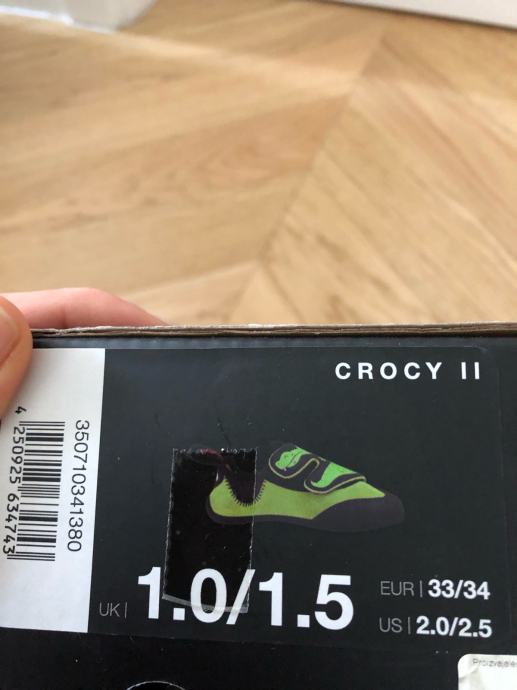 CROCY II
350710341380
4 250925 634743
UK | 1.0/1.5
EUR | 33/34
US | 2.0/2.5